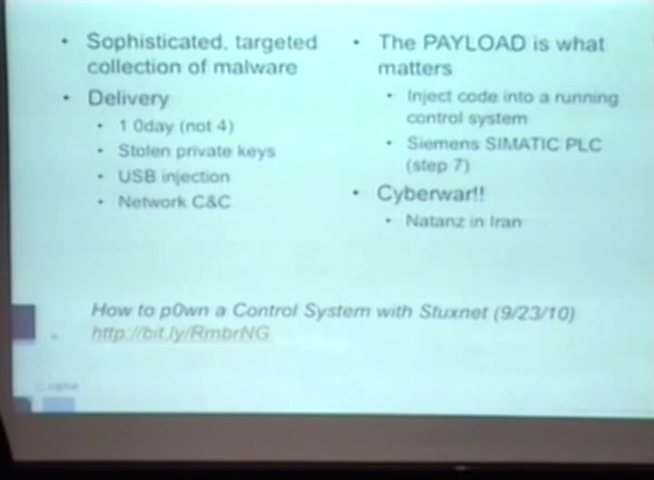 • Sophisticated, targeted
collection of malware
• Delivery
• 1 0day (not 4)
• Stolen private keys
• USB injection
• Network C&C
• The PAYLOAD is what
matters
• Inject code into a running
control system
• Siemens SIMATIC PLC
(step 7)
• Cyberwar!!
• Natanz in Iran
How to p0wn a Control System with Stuxnet (9/23/10)
http://bit.ly/RmbrNG